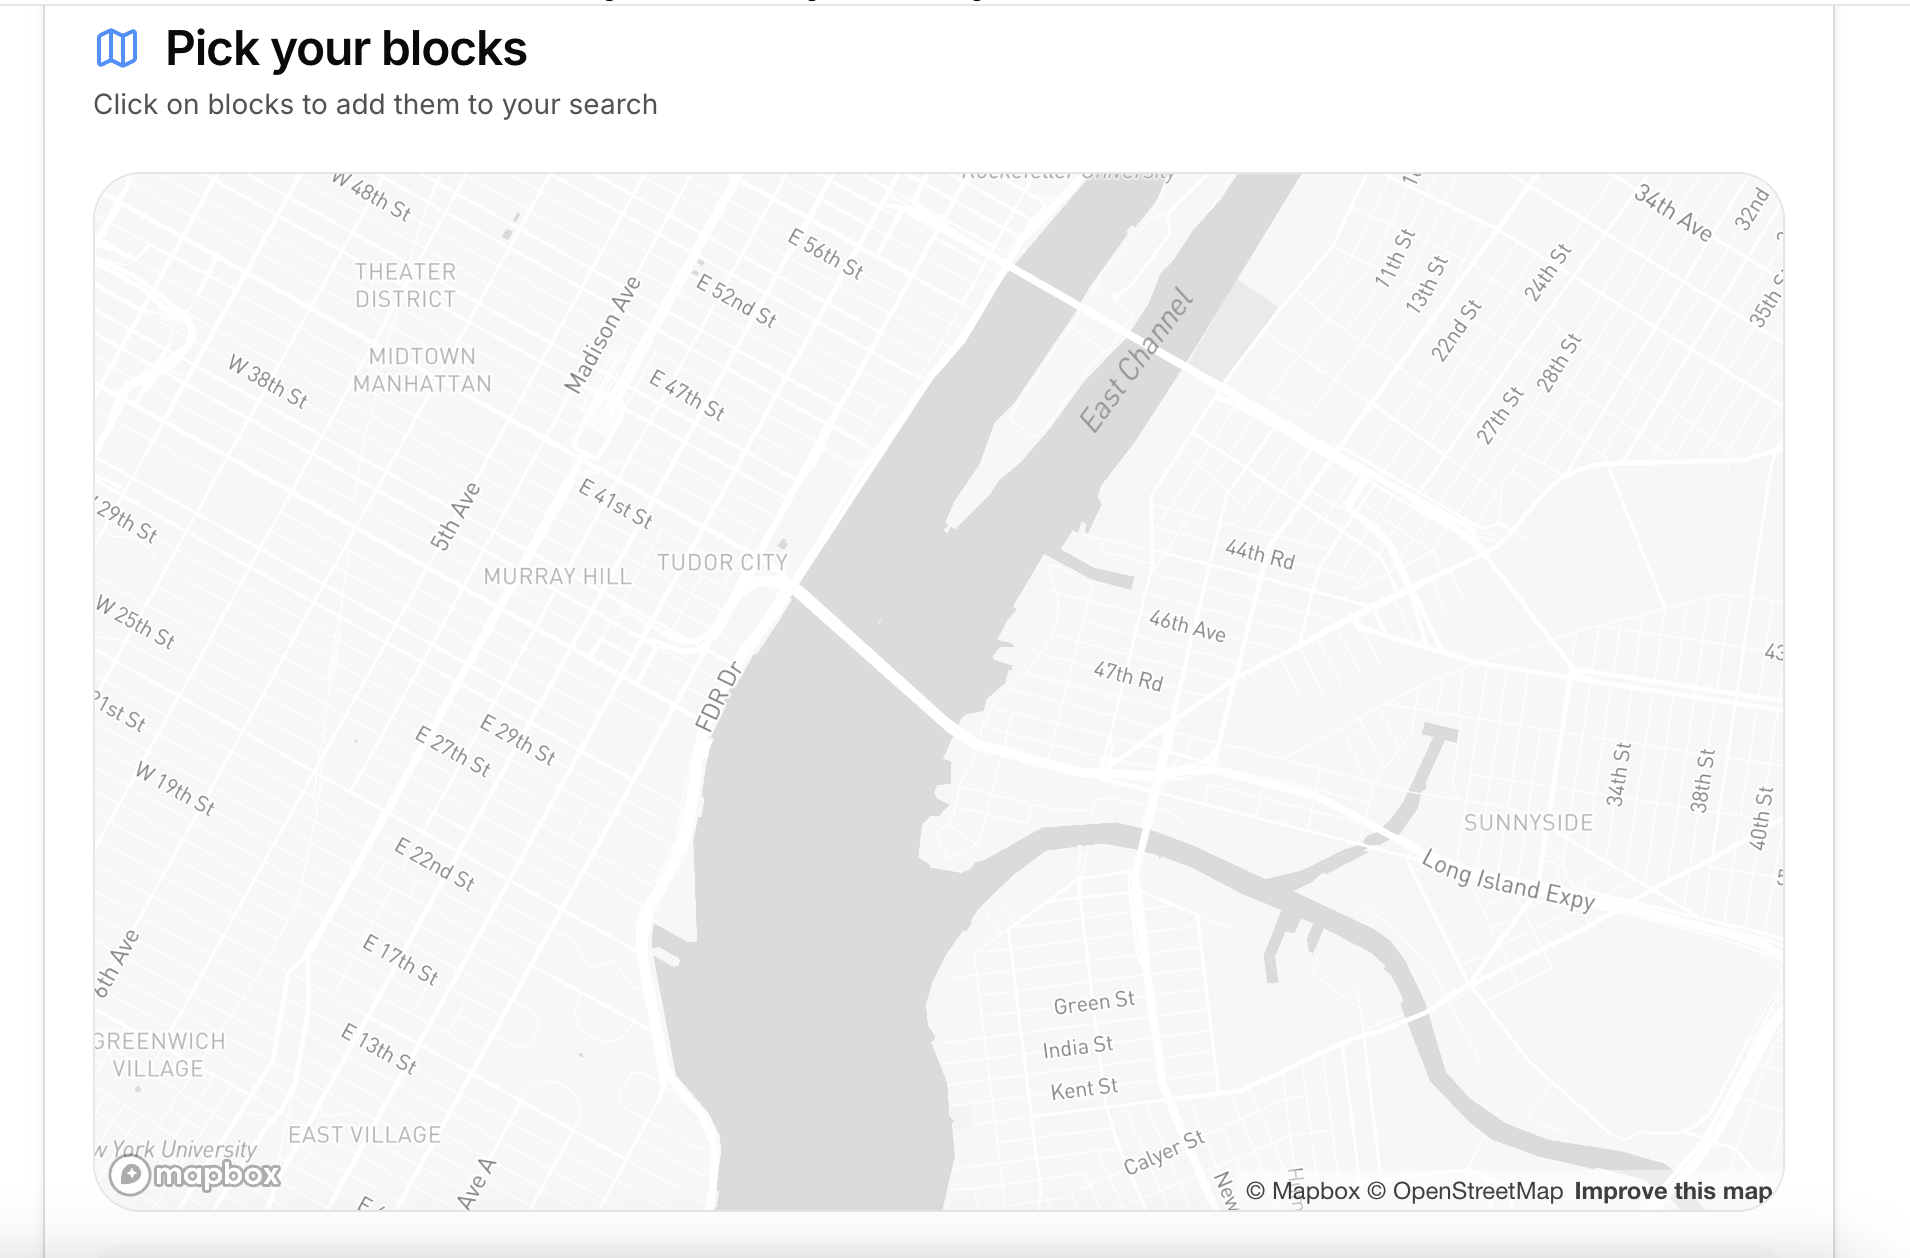 Pick your blocks
Click on blocks to add them to your search
Rockefeller University
W 48th St
34th Ave
32nd
E 56th St
11th St
13th St
24th St
THEATER
DISTRICT
Madison Ave
E 52nd St
East Channel
22nd St
35th S
MIDTOWN
MANHATTAN
W 38th St
E 47th St
28th St
27th St
29th St
5th Ave
E 41st St
TUDOR CITY
MURRAY HILL
44th Rd
W 25th St
46th Ave
47th Rd
43
FDR Dr
21st St
E 29th St
E 27th St
W 19th St
34th St
38th St
40th St
SUNNYSIDE
E 22nd St
Long Island Expy
6th Ave
E 17th St
Green St
GREENWICH
VILLAGE
E 13th St
India St
Kent St
EAST VILLAGE
w York University
Calyer St
mapbox
Ave A
New
© Mapbox © OpenStreetMap Improve this map